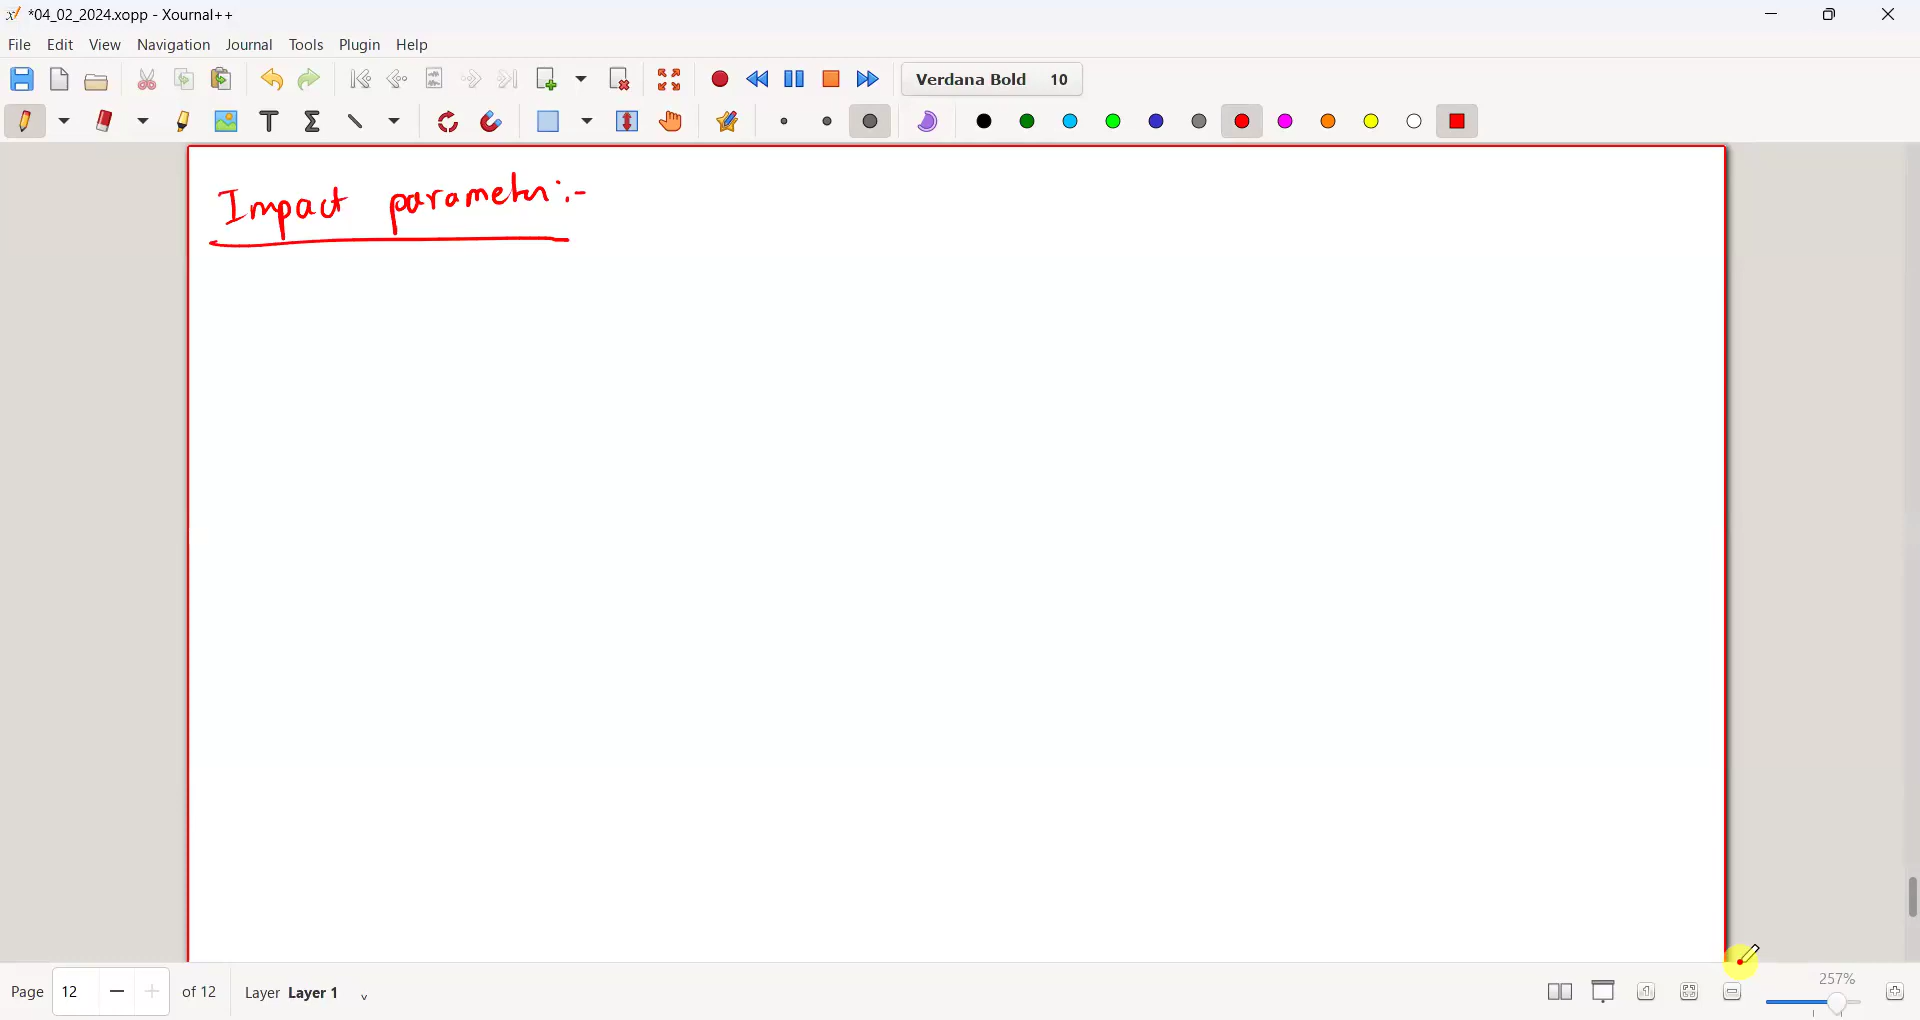 *04_02_2024.xopp - Xournal++
File Edit View Navigation Journal Tools Plugin Help
Verdana Bold 10
Impact parameter:-
257%
Page 12 of 12 Layer Layer 1